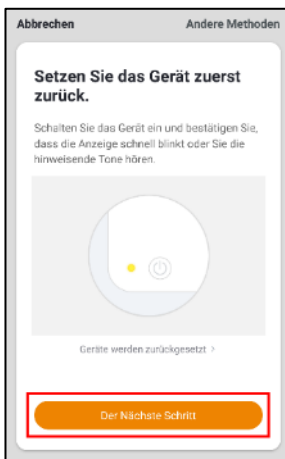 Abbrechen Andere Methoden
Setzen Sie das Gerät zuerst
zurück.
Schalten Sie das Gerät ein und bestätigen Sie,
dass die Anzeige schnell blinkt oder Sie die
hinweisende Tone hören.
Geräte werden zurückgesetzt >
Der Nächste Schritt